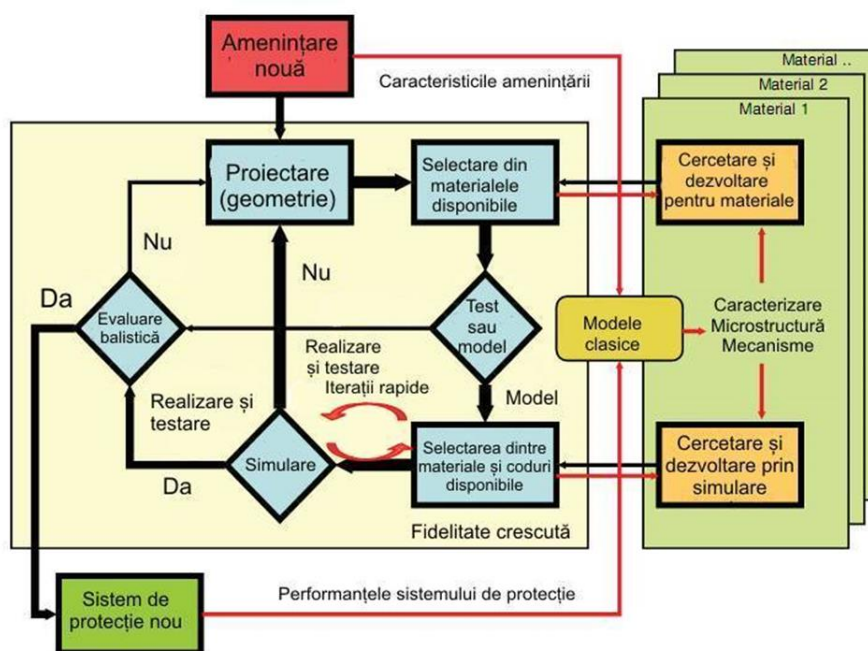 Amenințare
nouă
Caracteristicile amenințării
Material ..
Material 2
Material 1
Proiectare
(geometrie)
Selectare din
materialele
disponibile
Cercetare și
dezvoltare
pentru materiale
Nu
Nu
Da
Evaluare
balistică
Test
sau
model
Modele
clasice
Caracterizare
Microstructură
Mecanisme
Realizare
și testare
Iterații rapide
Realizare și
testare
Model
Simulare
Selectarea dintre
materiale și coduri
disponibile
Cercetare și
dezvoltare prin
simulare
Da
Fidelitate crescută
Sistem de
protecție nou
Performanțele sistemului de protecție